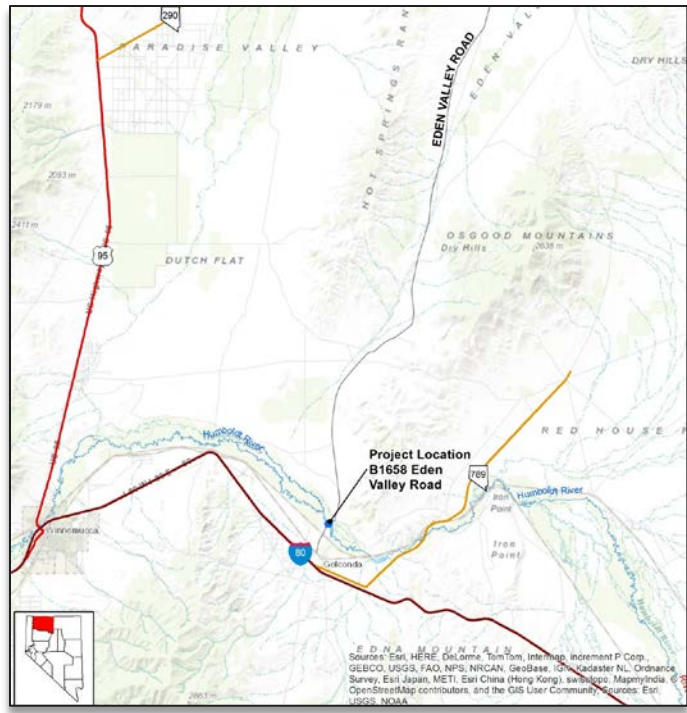 290
PARADISE VALLEY
EDEN VALLEY ROAD
HOT SPRINGS RAN
EDEN VALL
DRY HILLS
2179 m
2093 m
2411 m
OSGOOD MOUNTAINS
Dry Hills
2638 m
95
DUTCH FLAT
RED HOUSE
Humboldt River
Project Location
B1658 Eden
Valley Road
789
Humboldt River
Iron
Point
Winnemucca
Iron
Point
80
Golconda
EDNA MOUNTAIN
2663 m
Sources: Esri, HERE, DeLorme, TomTom, Intermap, increment P Corp.,
GEBCO, USGS, FAO, NPS, NRCAN, GeoBase, IGN, Kadaster NL, Ordnance
Survey, Esri Japan, METI, Esri China (Hong Kong), swisstopo, MapmyIndia, ©
OpenStreetMap contributors, and the GIS User Community, Sources: Esri,
USGS, NOAA